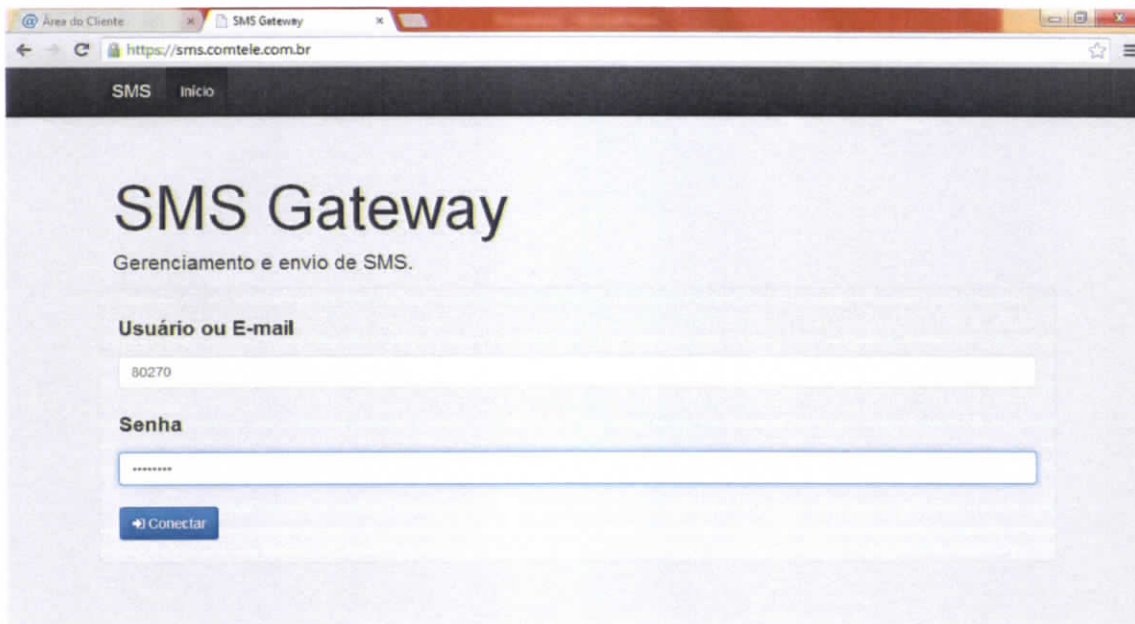 Área do Cliente
SMS Gateway
https://sms.comtele.com.br
SMS Início
SMS Gateway
Gerenciamento e envio de SMS.
Usuário ou E-mail
80270
Senha
••••••••
Conectar